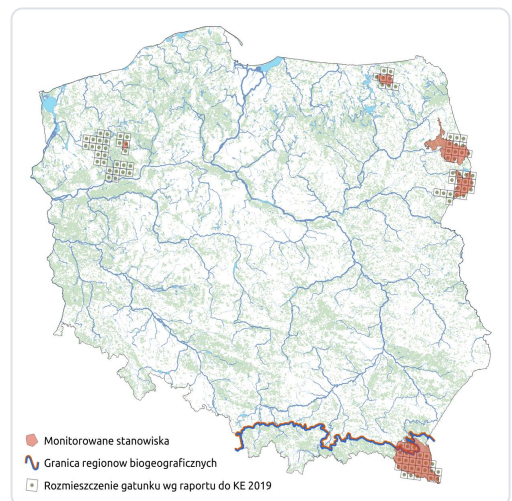 Monitorowane stanowiska
Granica regionow biogeograficznych
Rozmieszczenie gatunku wg raportu do KE 2019